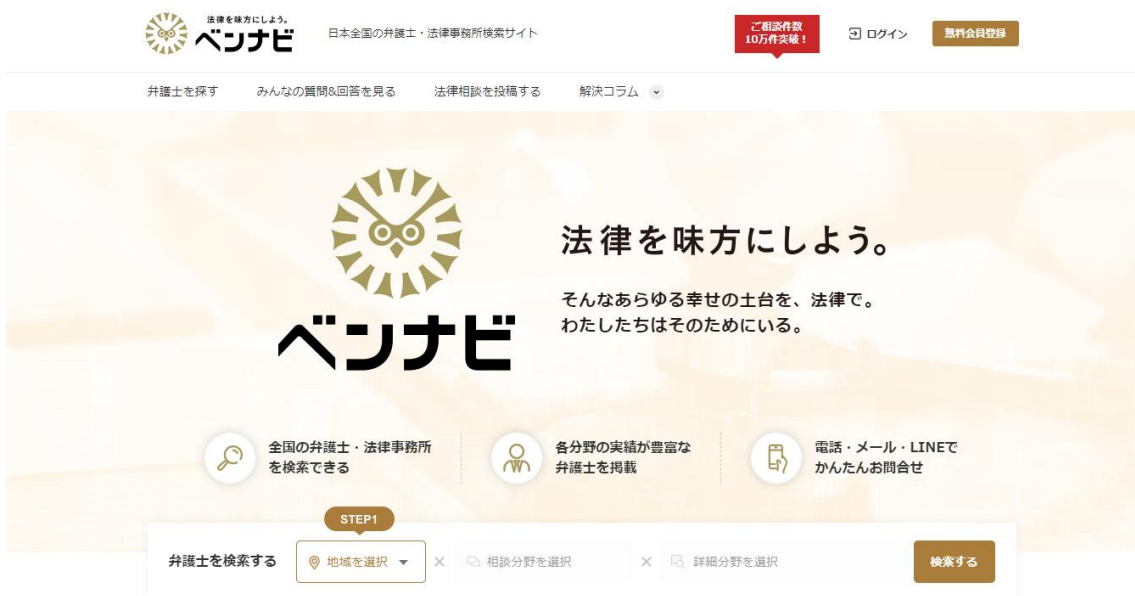 法律を味方にしよう。
ベンナビ
日本全国の弁護士・法律事務所検索サイト
ご相談件数
10万件突破！
ログイン
無料会員登録
弁護士を探す
みんなの質問&回答を見る
法律相談を投稿する
解決コラム
ベンナビ
法律を味方にしよう。
そんなあらゆる幸せの土台を、法律で。
わたしたちはそのためにいる。
全国の弁護士・法律事務所
を検索できる
各分野の実績が豊富な
弁護士を掲載
電話・メール・LINEで
かんたんお問合せ
STEP1
弁護士を検索する
地域を選択
相談分野を選択
詳細分野を選択
検索する